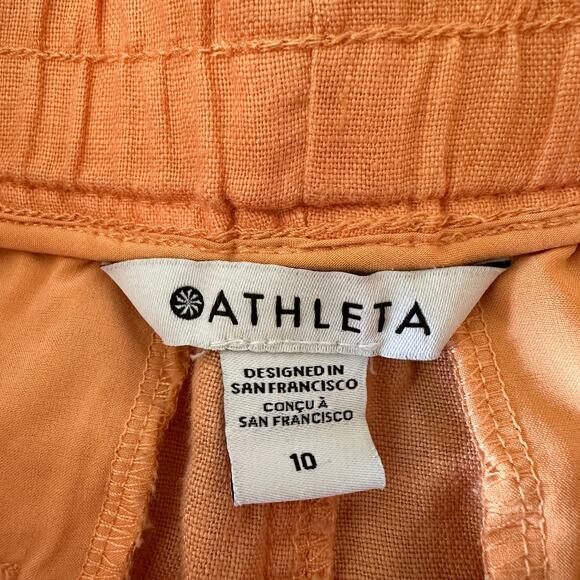 ATHLETA
DESIGNED IN
SAN FRANCISCO
CONÇU À
SAN FRANCISCO
10